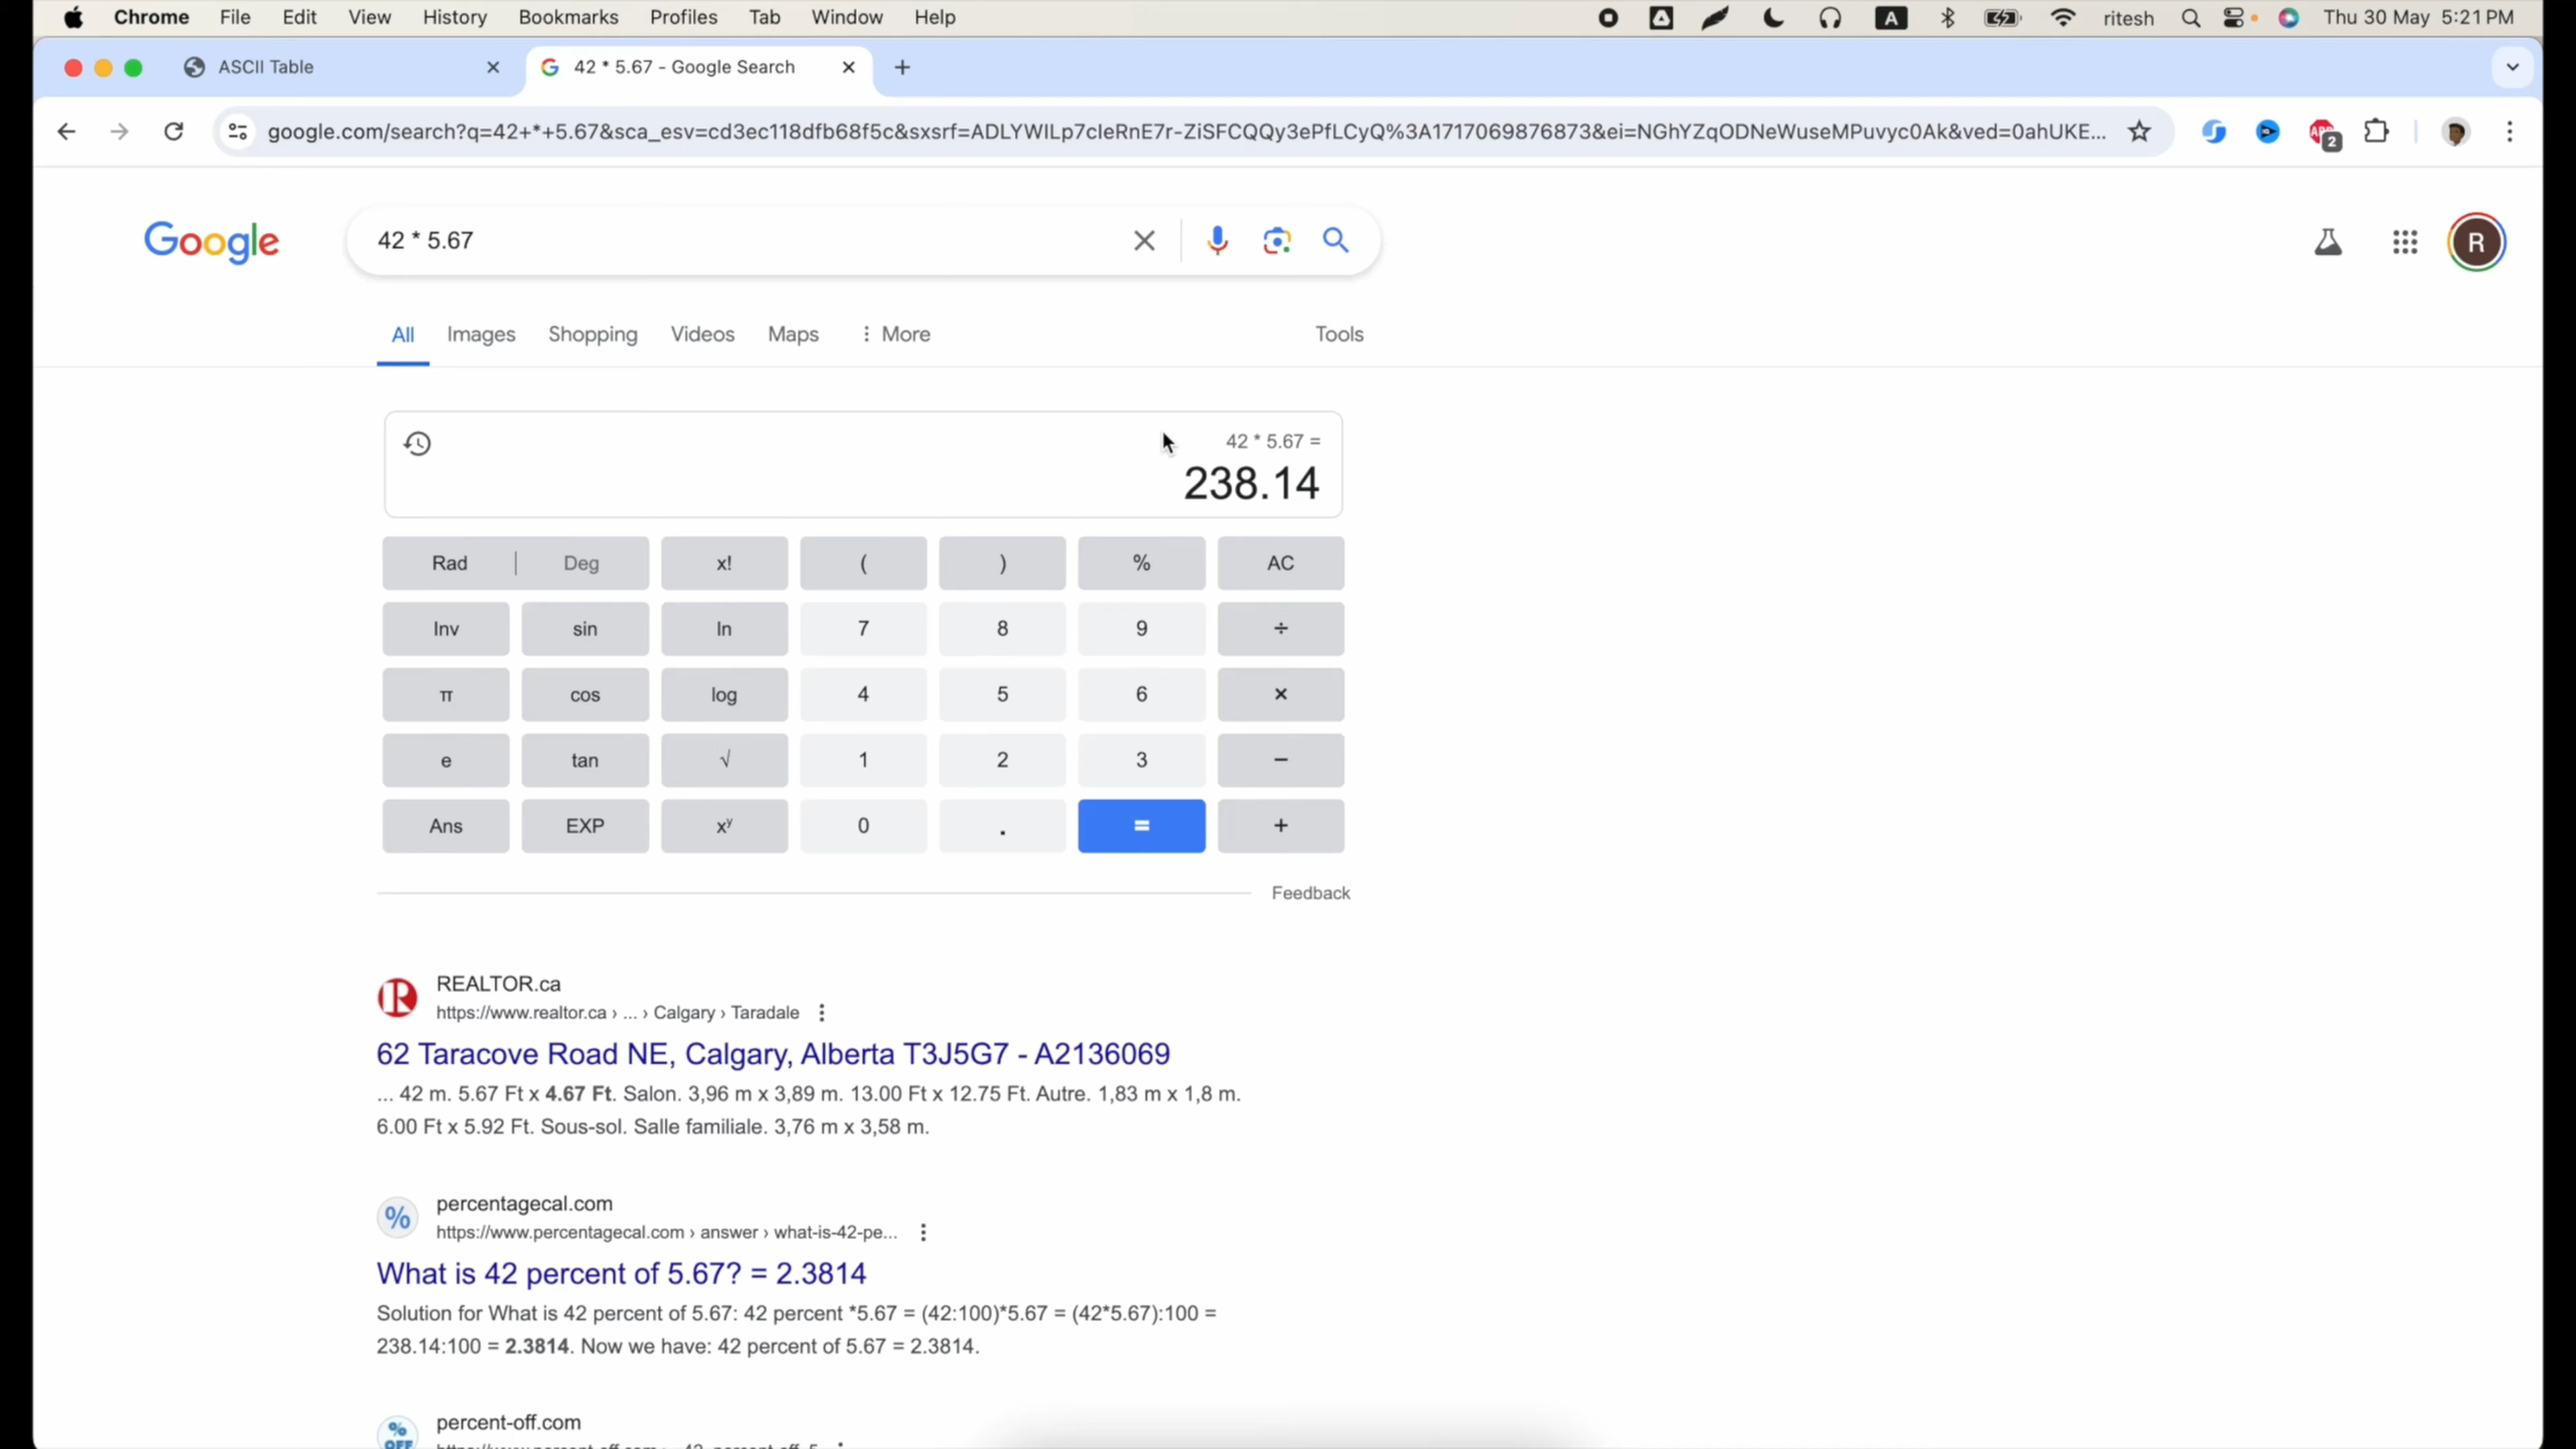 Chrome File Edit View History Bookmarks Profiles Tab Window Help A ritesh Thu 30 May 5:21 PM
ASCII Table 42 * 5.67 - Google Search
google.com/search?q=42+*+5.67&sca_esv=cd3ec118dfb68f5c&sxsrf=ADLYWILp7cIeRnE7r-ZiSFCQQy3ePfLCyQ%3A1717069876873&ei=NGhYZqODNeWuseMPuvyc0Ak&ved=0ahUKE... ABP 2
Google 42 * 5.67 R
All Images Shopping Videos Maps More Tools
42 * 5.67 =
238.14
Rad | Deg x! ( ) % AC
Inv sin ln 7 8 9 ÷
π cos log 4 5 6 ×
e tan √ 1 2 3 −
Ans EXP xʸ 0 . = +
Feedback
REALTOR.ca
https://www.realtor.ca › ... › Calgary › Taradale
62 Taracove Road NE, Calgary, Alberta T3J5G7 - A2136069
... 42 m. 5.67 Ft x 4.67 Ft. Salon. 3,96 m x 3,89 m. 13.00 Ft x 12.75 Ft. Autre. 1,83 m x 1,8 m.
6.00 Ft x 5.92 Ft. Sous-sol. Salle familiale. 3,76 m x 3,58 m.
% percentagecal.com
https://www.percentagecal.com › answer › what-is-42-pe...
What is 42 percent of 5.67? = 2.3814
Solution for What is 42 percent of 5.67: 42 percent *5.67 = (42:100)*5.67 = (42*5.67):100 =
238.14:100 = 2.3814. Now we have: 42 percent of 5.67 = 2.3814.
% OFF percent-off.com